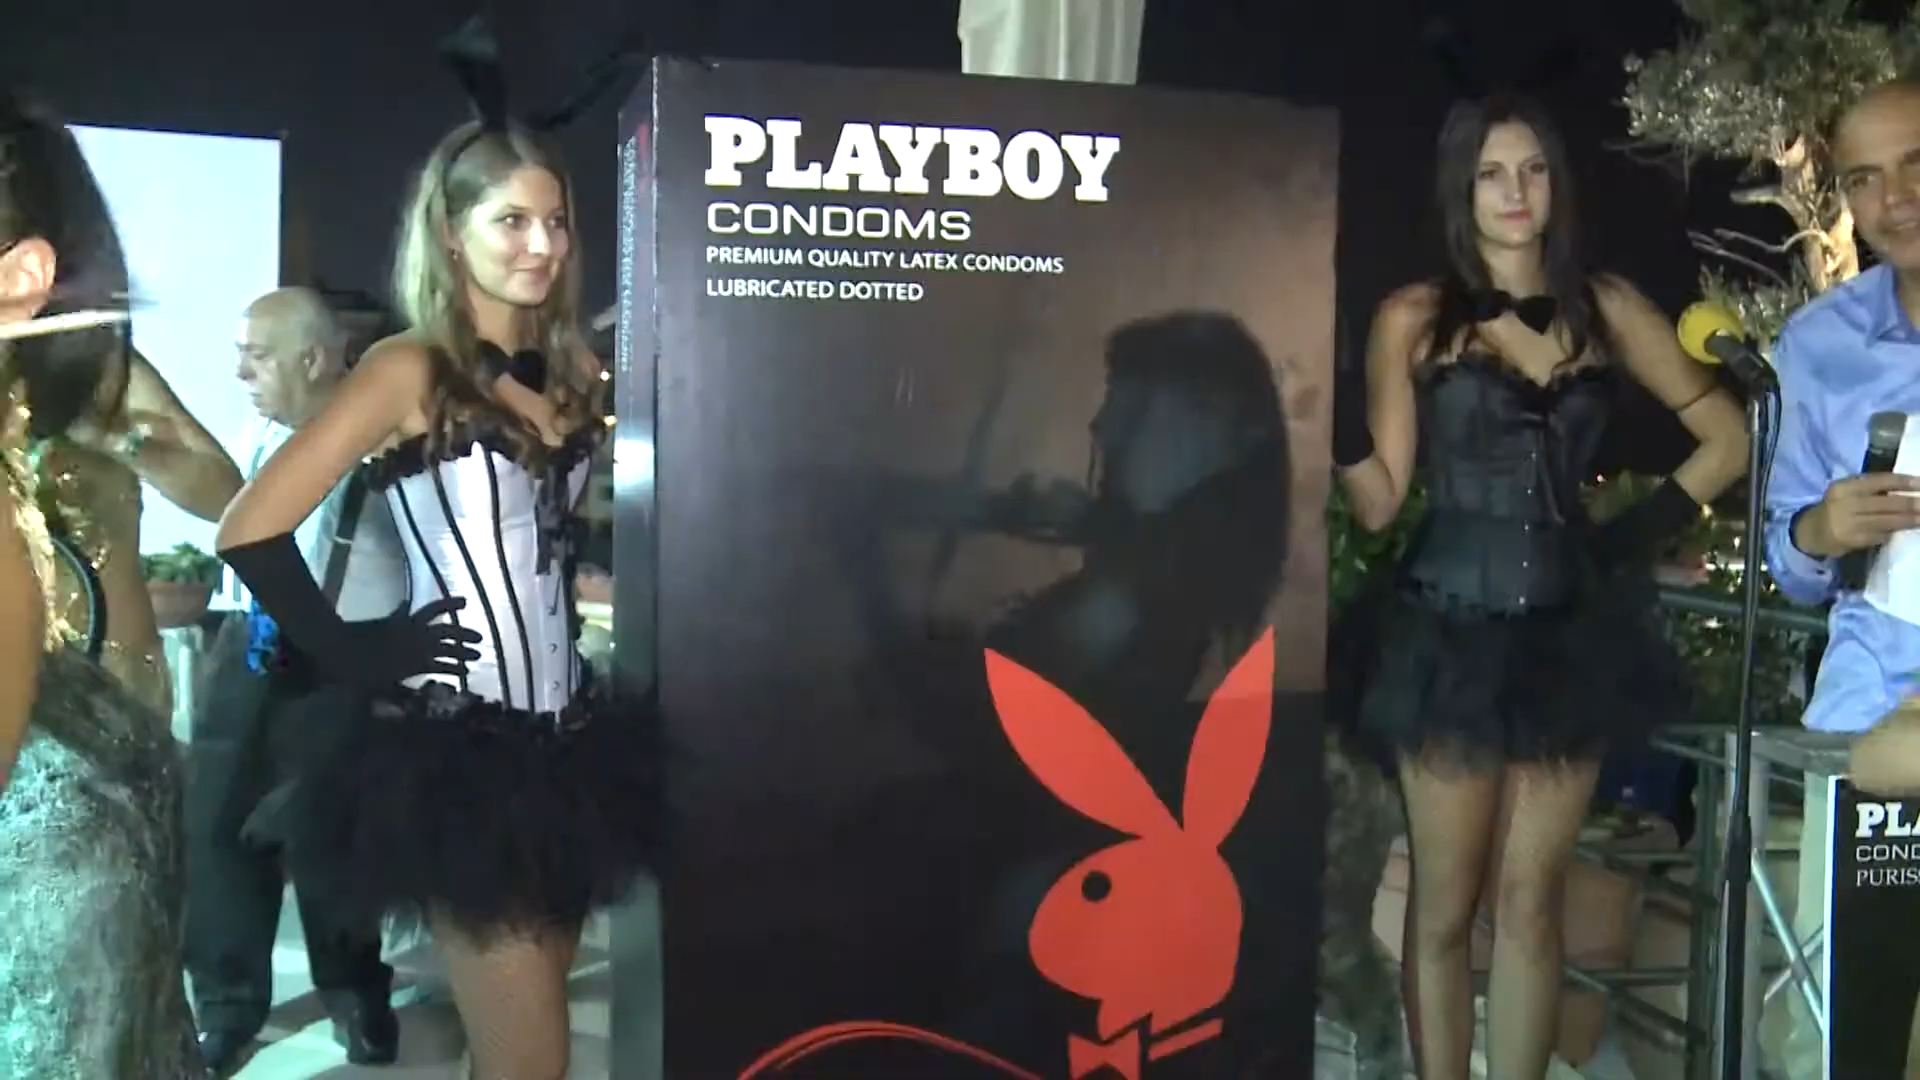 PLAYBOY
CONDOMS
PREMIUM QUALITY LATEX CONDOMS
LUBRICATED DOTTED
PLA
COND
PURIS